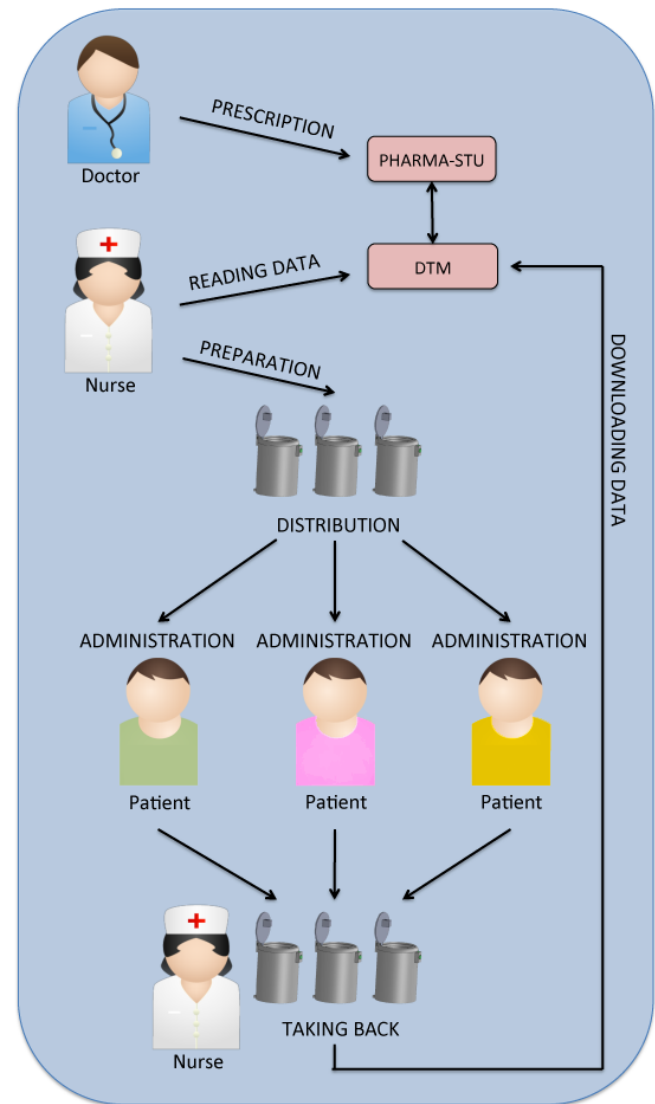 PRESCRIPTION
PHARMA-STU
Doctor
READING DATA
DTM
Nurse
PREPARATION
DOWNLOADING DATA
DISTRIBUTION
ADMINISTRATION
ADMINISTRATION
ADMINISTRATION
Patient
Patient
Patient
TAKING BACK
Nurse